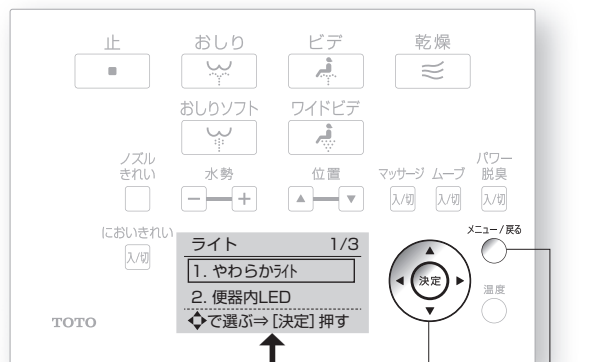 止
おしり
ビデ
乾燥
おしりソフト
ワイドビデ
ノズル
きれい
水勢
位置
マッサージ
ムーブ
パワー
脱臭
入/切
入/切
入/切
においきれい
入/切
メニュー/戻る
ライト 1/3
1. やわらかライト
2. 便器内LED
で選ぶ⇒[決定]押す
決定
温度
TOTO